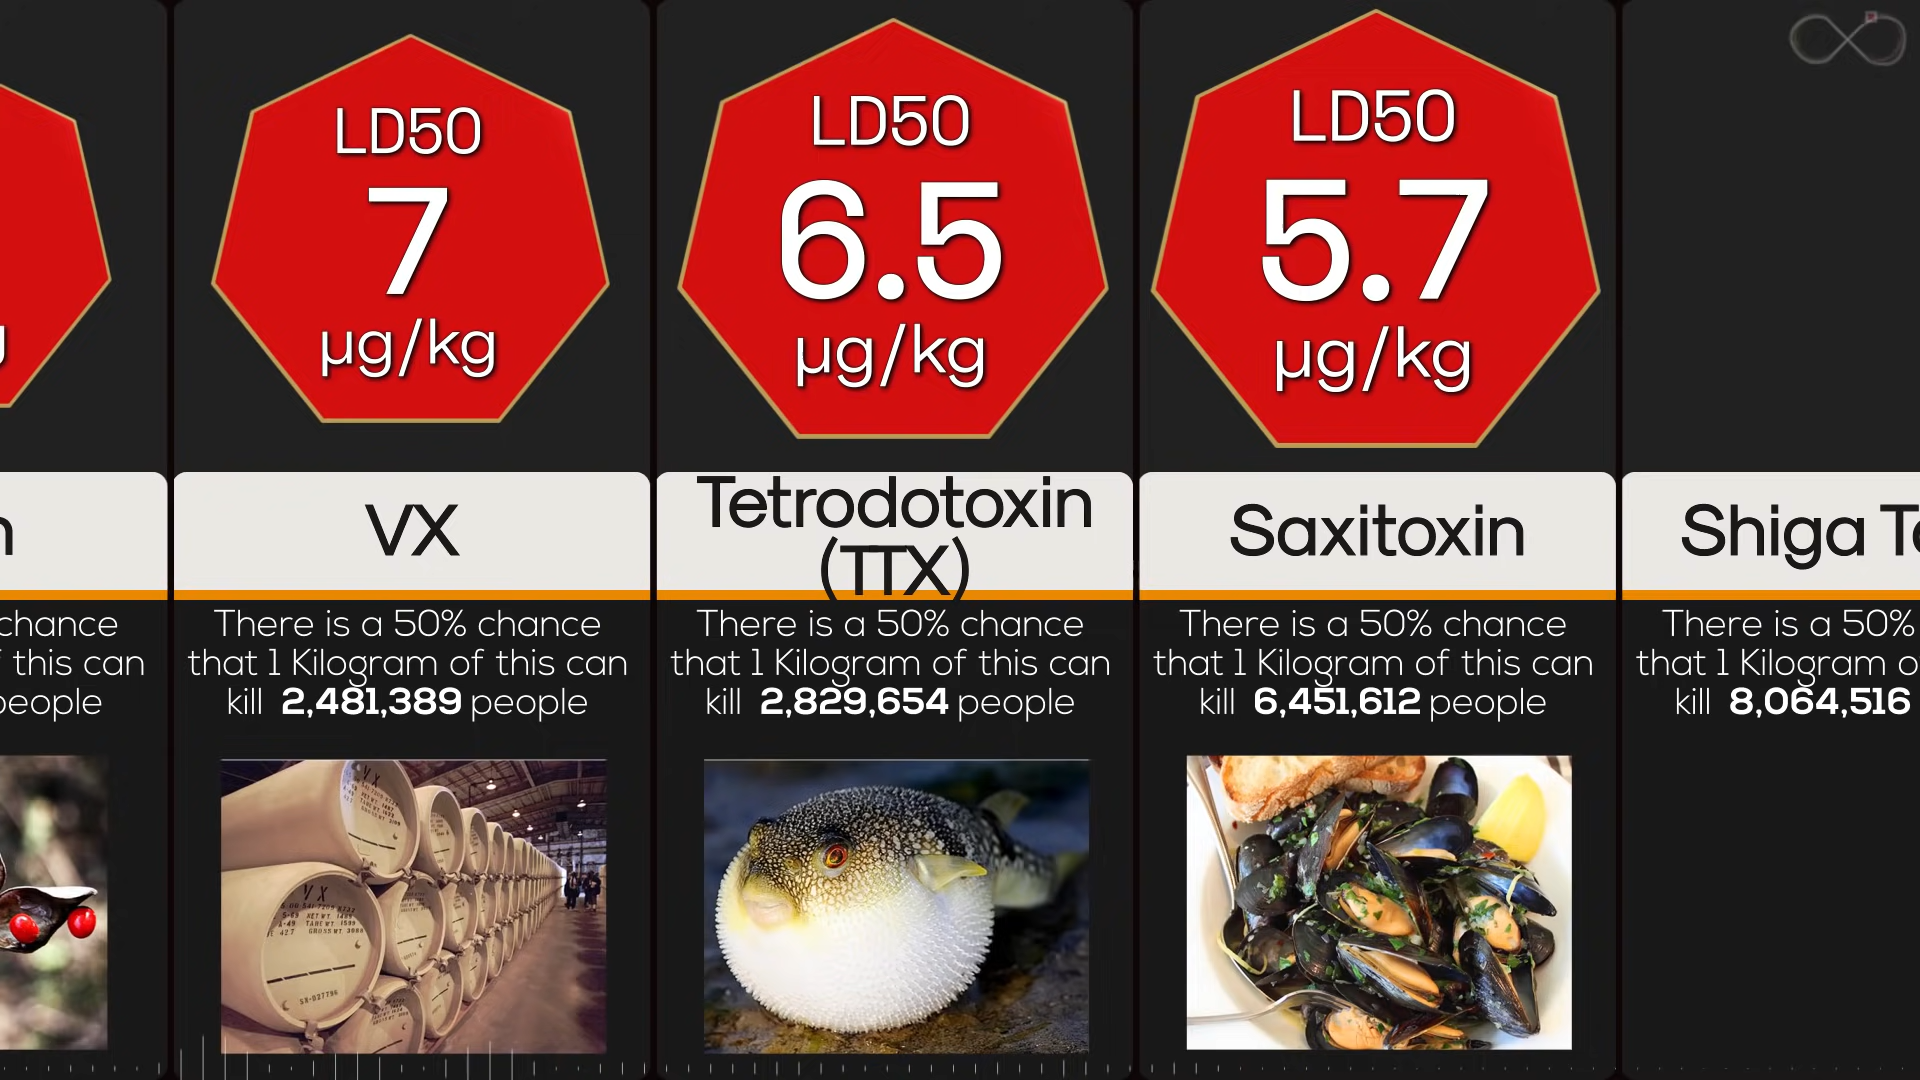 chance
this can
people
LD50
7
µg/kg
VX
There is a 50% chance
that 1 Kilogram of this can
kill 2,481,389 people
VX
VX
LD50
6.5
µg/kg
Tetrodotoxin
(TTX)
There is a 50% chance
that 1 Kilogram of this can
kill 2,829,654 people
LD50
5.7
µg/kg
Saxitoxin
There is a 50% chance
that 1 Kilogram of this can
kill 6,451,612 people
Shiga
There is a 50%
that 1 Kilogram
kill 8,064,516